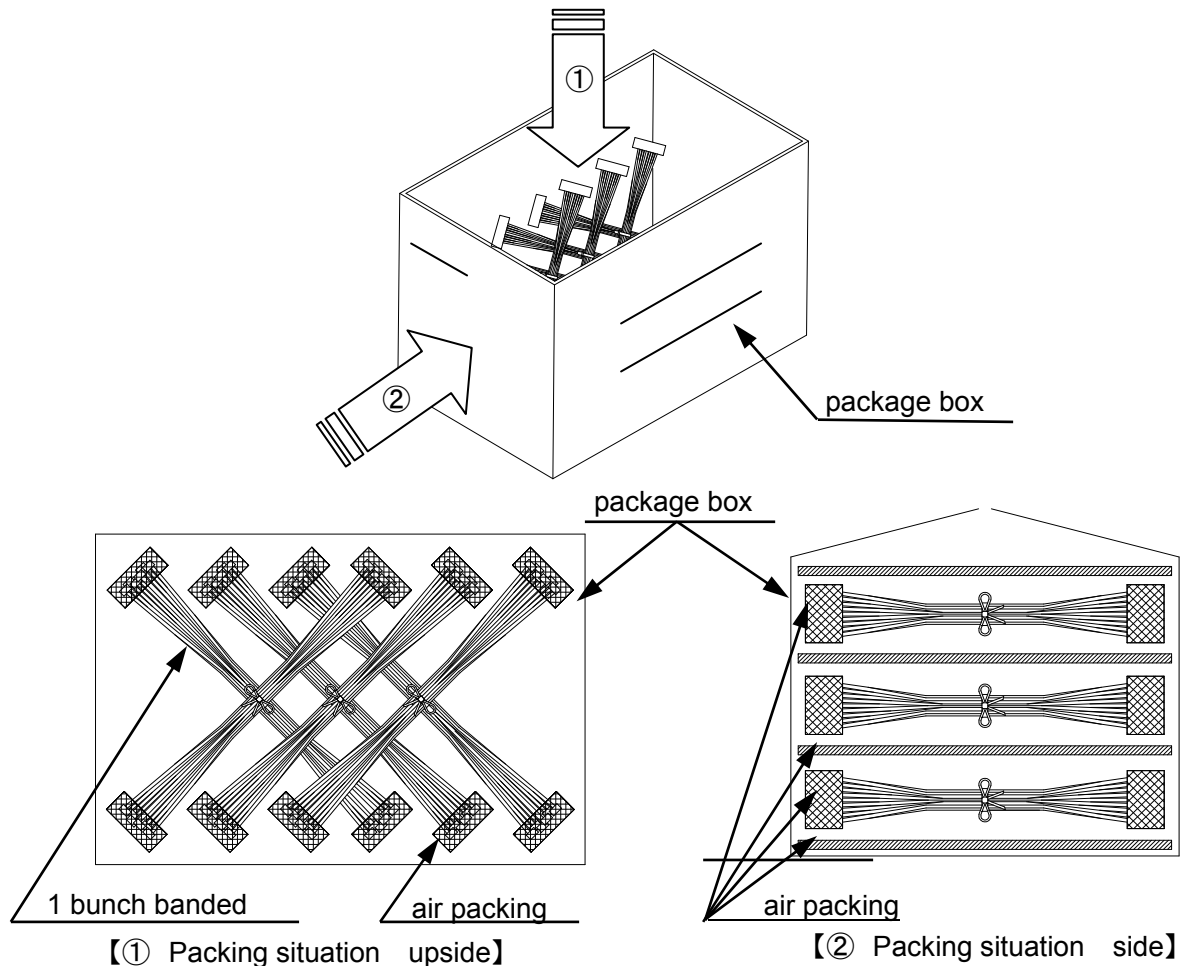 ①
②
package box
package box
1 bunch banded
air packing
air packing
【① Packing situation upside】
【② Packing situation side】